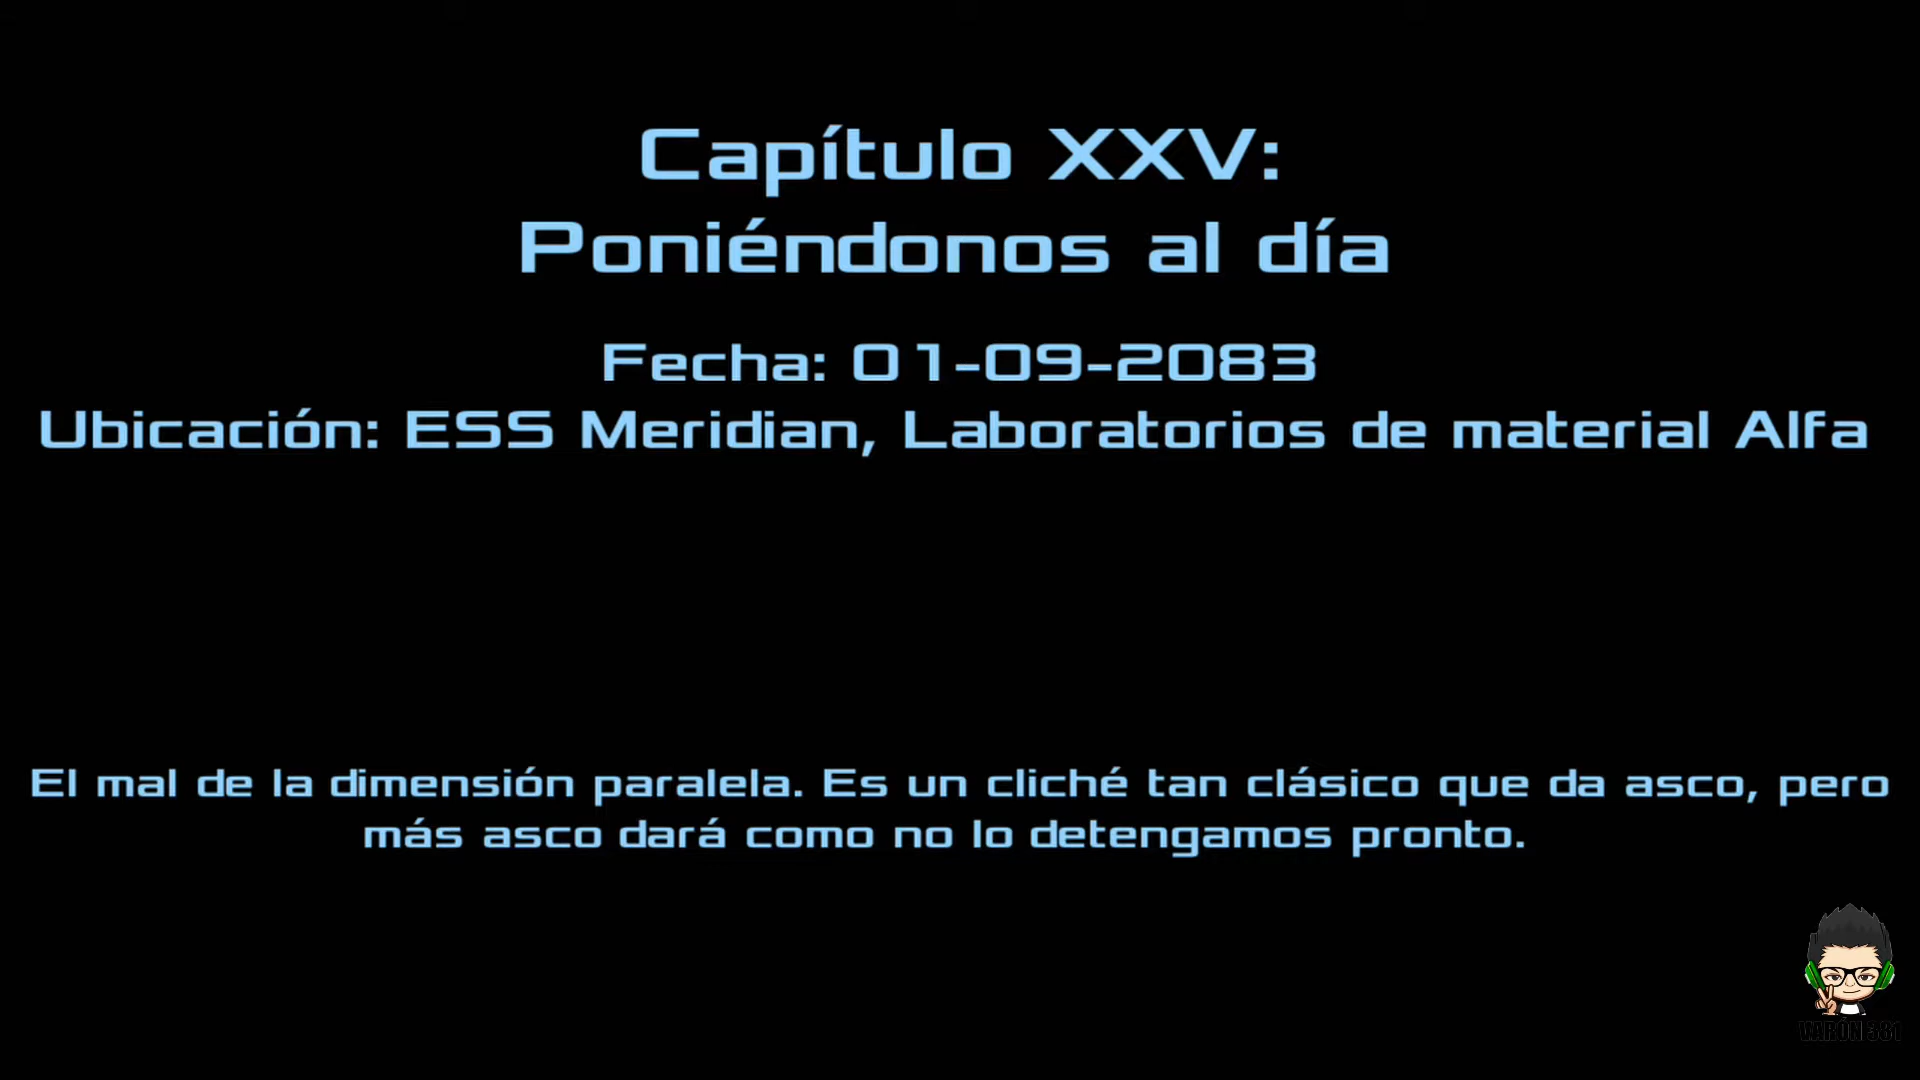 Capítulo XXV:
Poniéndonos al día
Fecha: 01-09-2083
Ubicación: ESS Meridian, Laboratorios de material Alfa
El mal de la dimensión paralela. Es un cliché tan clásico que da asco, pero
más asco dará como no lo detengamos pronto.
VARÓN381